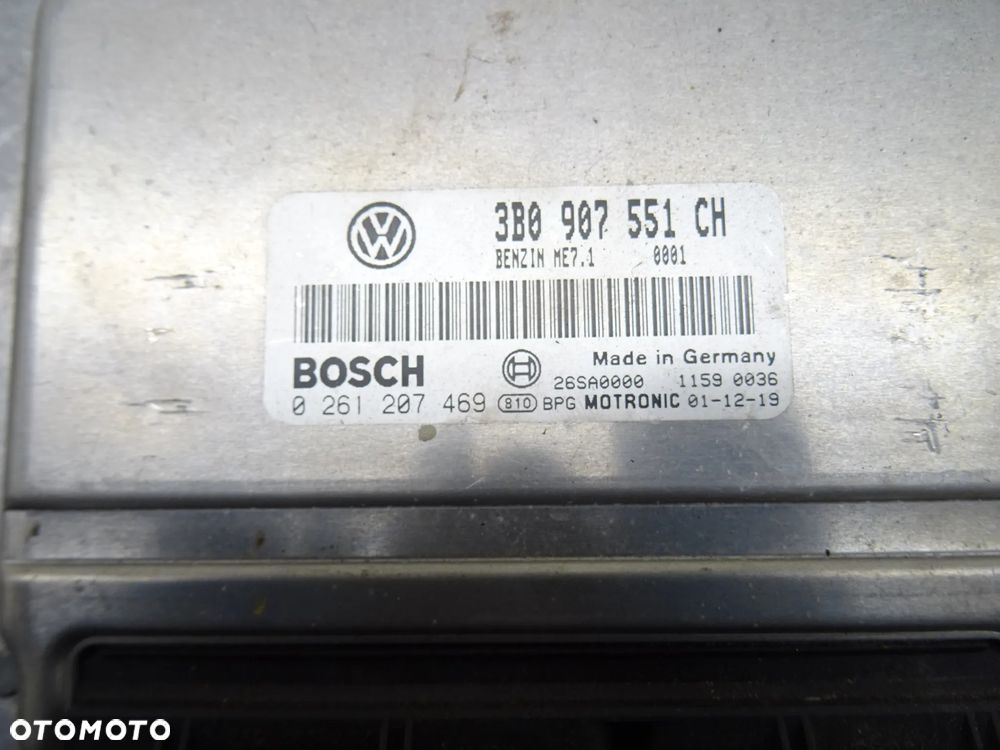 3B0 907 551 CH
BENZIN ME7.1 0001
BOSCH
Made in Germany
26SA0000 1159 0036
0 261 207 469 810 BPG MOTRONIC 01-12-19
OTOMOTO